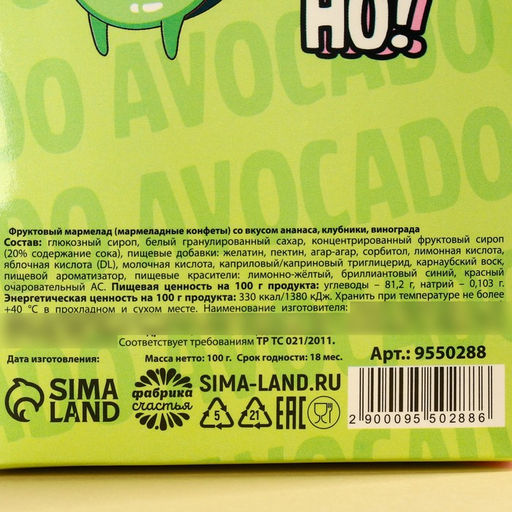 НО!!
AVOCADO
DO AVOCADO
Фруктовый мармелад (мармеладные конфеты) со вкусом ананаса, клубники, винограда
Состав: глюкозный сироп, белый гранулированный сахар, концентрированный фруктовый сироп
(20% содержание сока), пищевые добавки: желатин, пектин, агар-агар, сорбитол, лимонная кислота,
яблочная кислота (DL), молочная кислота, каприловый/каприновый триглицерид, карнаубский воск,
пищевой ароматизатор, пищевые красители: лимонно-жёлтый, бриллиантовый синий, красный
очаровательный АС. Пищевая ценность на 100 г продукта: углеводы – 81,2 г, натрий – 0,103 г.
Энергетическая ценность на 100 г продукта: 330 ккал/1380 кДж. Хранить при температуре не более
+40 °C в прохладном и сухом месте. Наименование изготовителя:
Соответствует требованиям ТР ТС 021/2011.
Дата изготовления: Масса нетто: 100 г. Срок годности: 18 мес.
Арт.: 9550288
SIMA LAND
фабрика счастья
SIMA-LAND.RU
5 21 EAC
2 900095 502886
AVOCADO